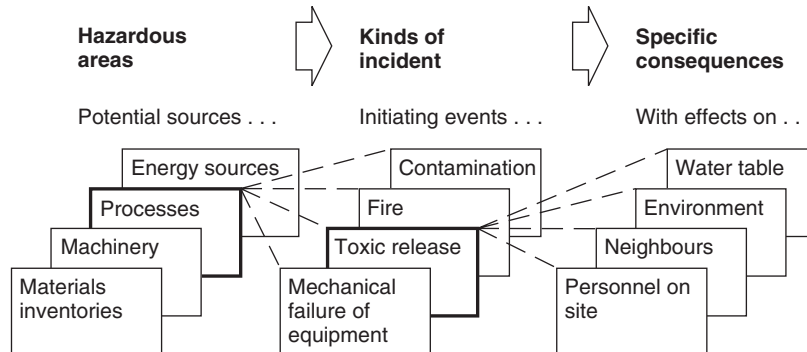 Hazardous
areas
Kinds of
incident
Specific
consequences
Potential sources . . .
Initiating events . . .
With effects on . .
Energy sources
Processes
Machinery
Materials
inventories
Contamination
Fire
Toxic release
Mechanical
failure of
equipment
Water table
Environment
Neighbours
Personnel on
site